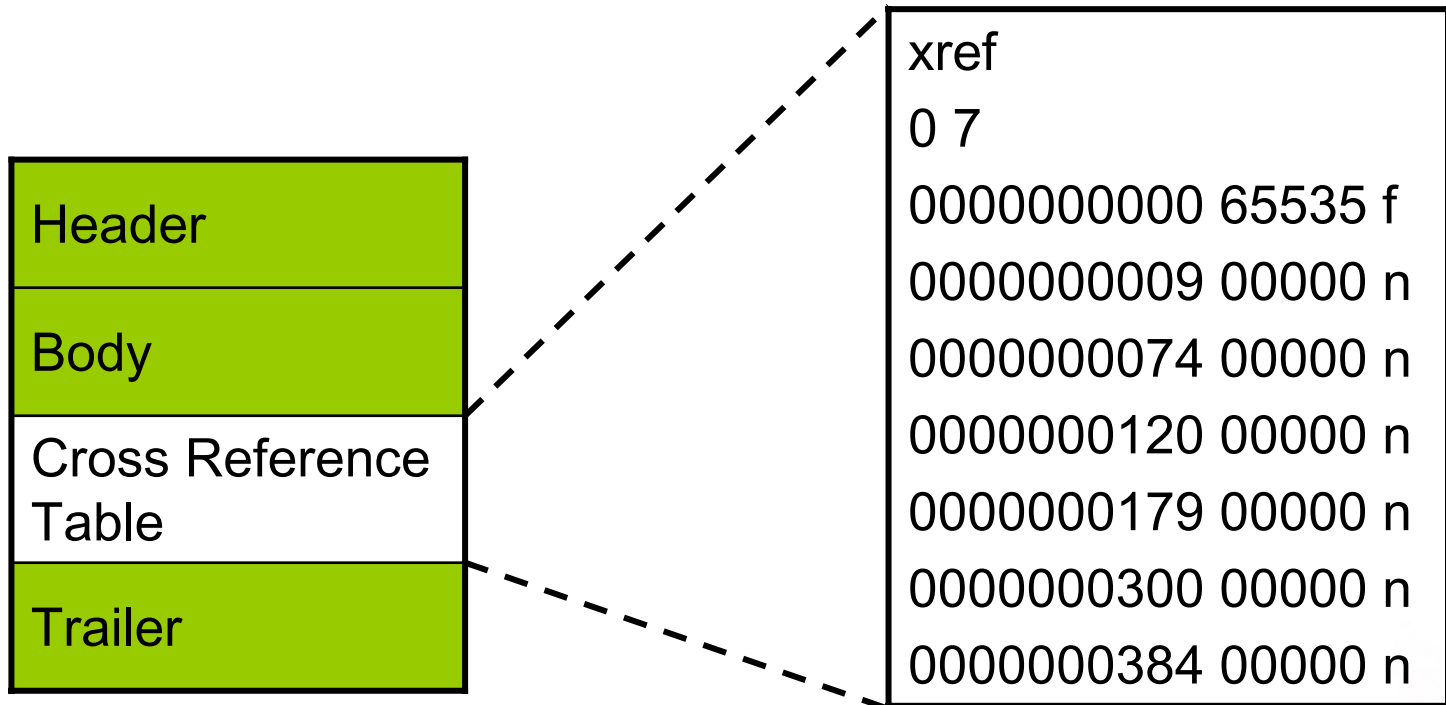 Header
Body
Cross Reference
Table
Trailer
xref
0 7
0000000000 65535 f
0000000009 00000 n
0000000074 00000 n
0000000120 00000 n
0000000179 00000 n
0000000300 00000 n
0000000384 00000 n